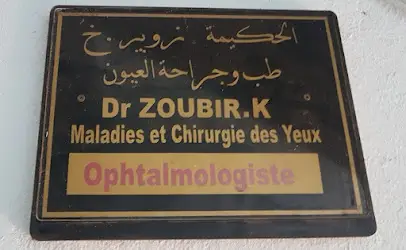 الحكيمة زوبير.خ
طب وجراحة العيون
Dr ZOUBIR.K
Maladies et Chirurgie des Yeux
Ophtalmologiste